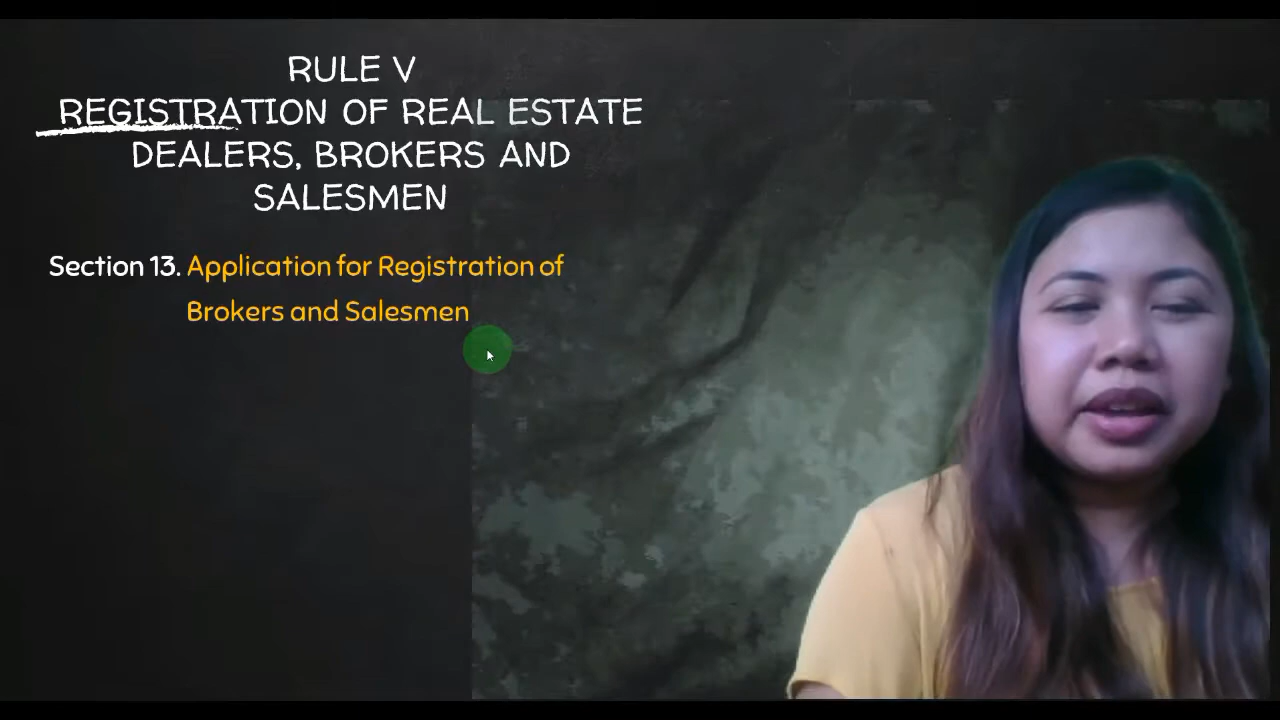 RULE V
REGISTRATION OF REAL ESTATE
DEALERS, BROKERS AND
SALESMEN
Section 13. Application for Registration of
Brokers and Salesmen